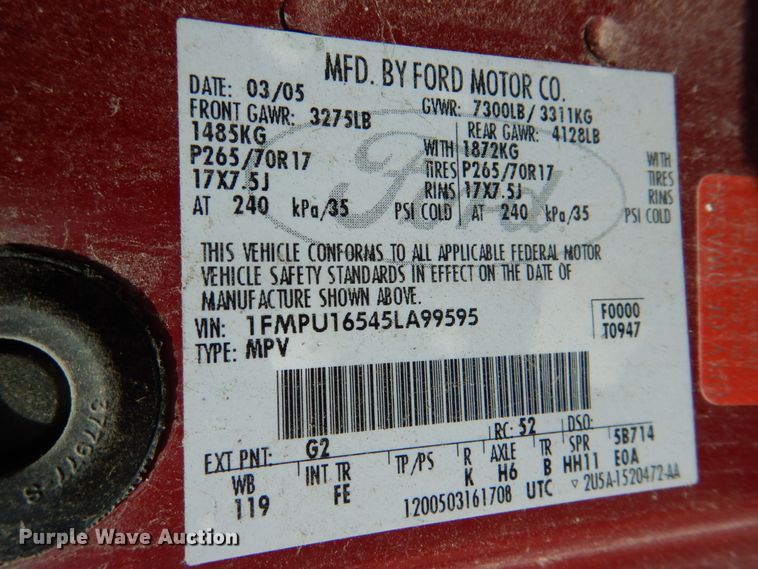 MFD. BY FORD MOTOR CO.
DATE: 03/05 GVWR: 7300LB/ 3311KG
FRONT GAWR: 3275LB REAR GAWR: 4128LB
1485KG WITH 1872KG WITH
P265/70R17 TIRES P265/70R17 TIRES
17X7.5J RIMS 17X7.5J RIMS
AT 240 kPa/35 PSI COLD AT 240 kPa/35 PSI COLD
Ford
THIS VEHICLE CONFORMS TO ALL APPLICABLE FEDERAL MOTOR
VEHICLE SAFETY STANDARDS IN EFFECT ON THE DATE OF
MANUFACTURE SHOWN ABOVE.
VIN: 1FMPU16545LA99595 F0000
TYPE: MPV T0947
EXT PNT: G2 RC: 52 DSO:
WB INT TR TP/PS R AXLE TR SPR 5B714
119 FE K H6 B HH11 E0A
1200503161708 UTC ▽2U5A-1520472-AA
377977-S
Purple Wave Auction